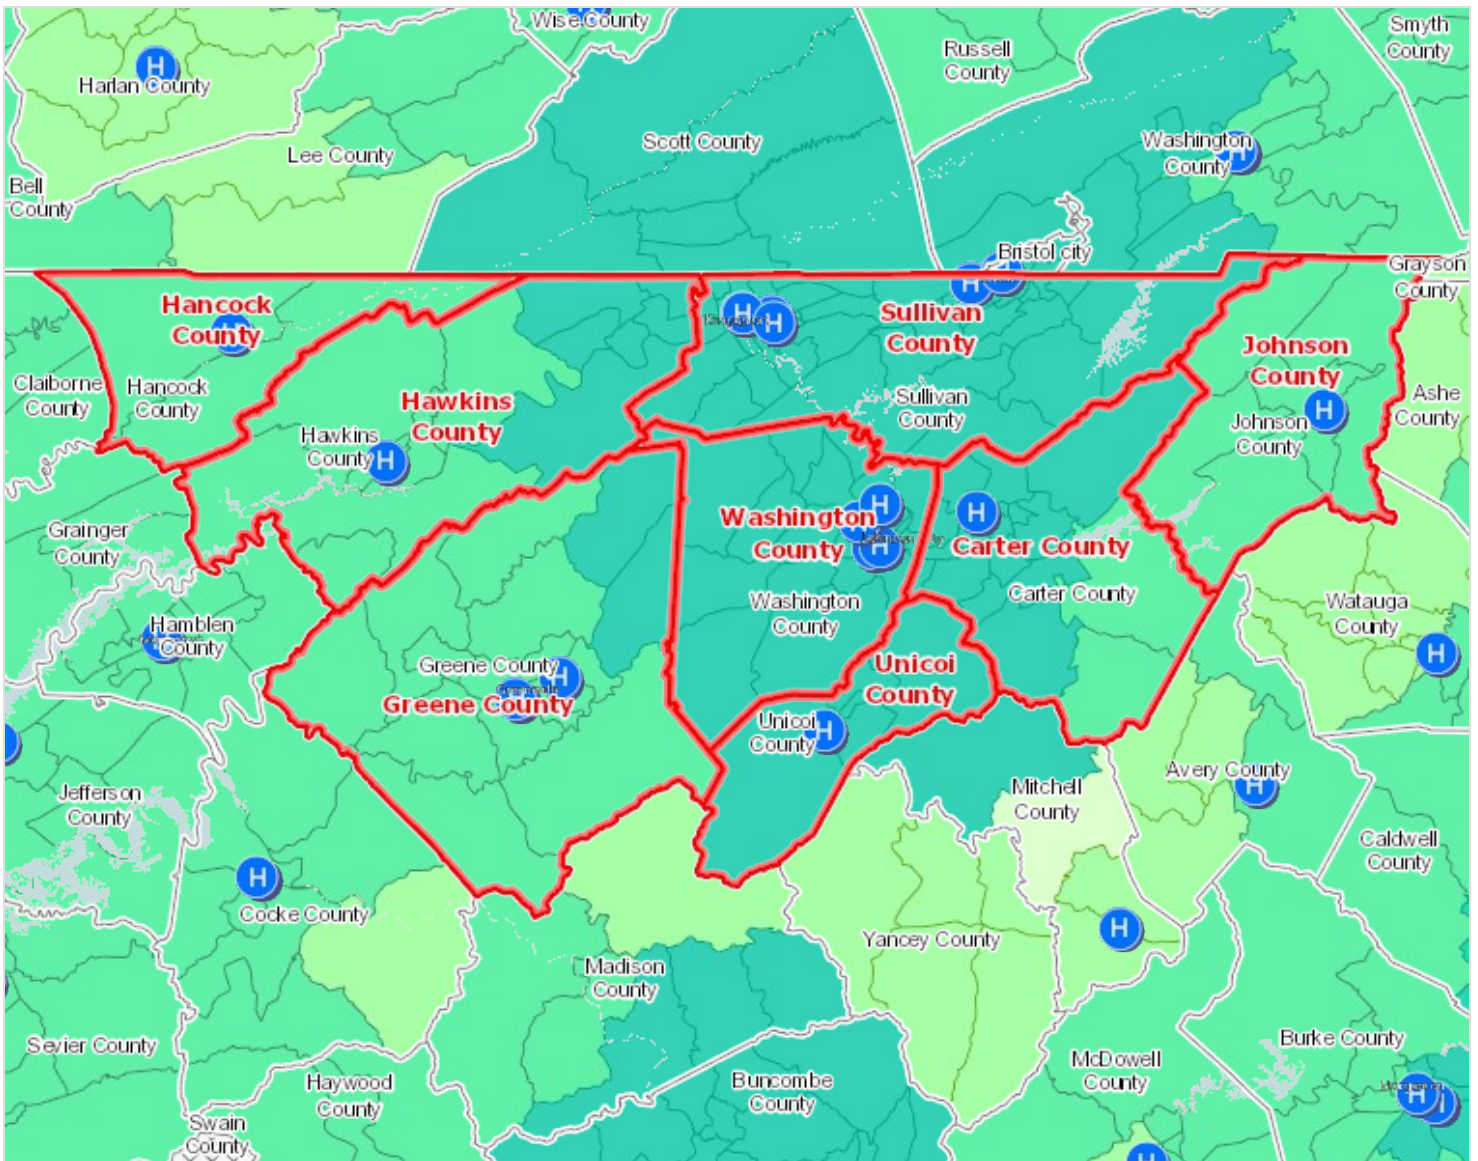 Wise County
Smyth
County
Russell
County
H
Harlan County
Scott County
Lee County
Washington
County
H
Bell
County
Bristol city
Grayson
County
Hancock
County
H
H
H
Sullivan
County
H
Johnson
County
Claiborne
County
Hancock
County
Hawkins
County
Sullivan
County
Ashe
County
H
Johnson
County
Hawkins
County
H
Grainger
County
H
H
Washington
County
H
Carter County
Carter County
Washington
County
Watauga
County
H
Hamblen
County
Unicoi
County
Greene County
H
H
Greene County
Unicoi
County
H
Jefferson
County
Mitchell
County
Avery County
H
Caldwell
County
H
Cocke County
H
Yancey County
Madison
County
Sevier County
Burke County
McDowell
County
Haywood
County
Buncombe
County
H
Swain
County
H